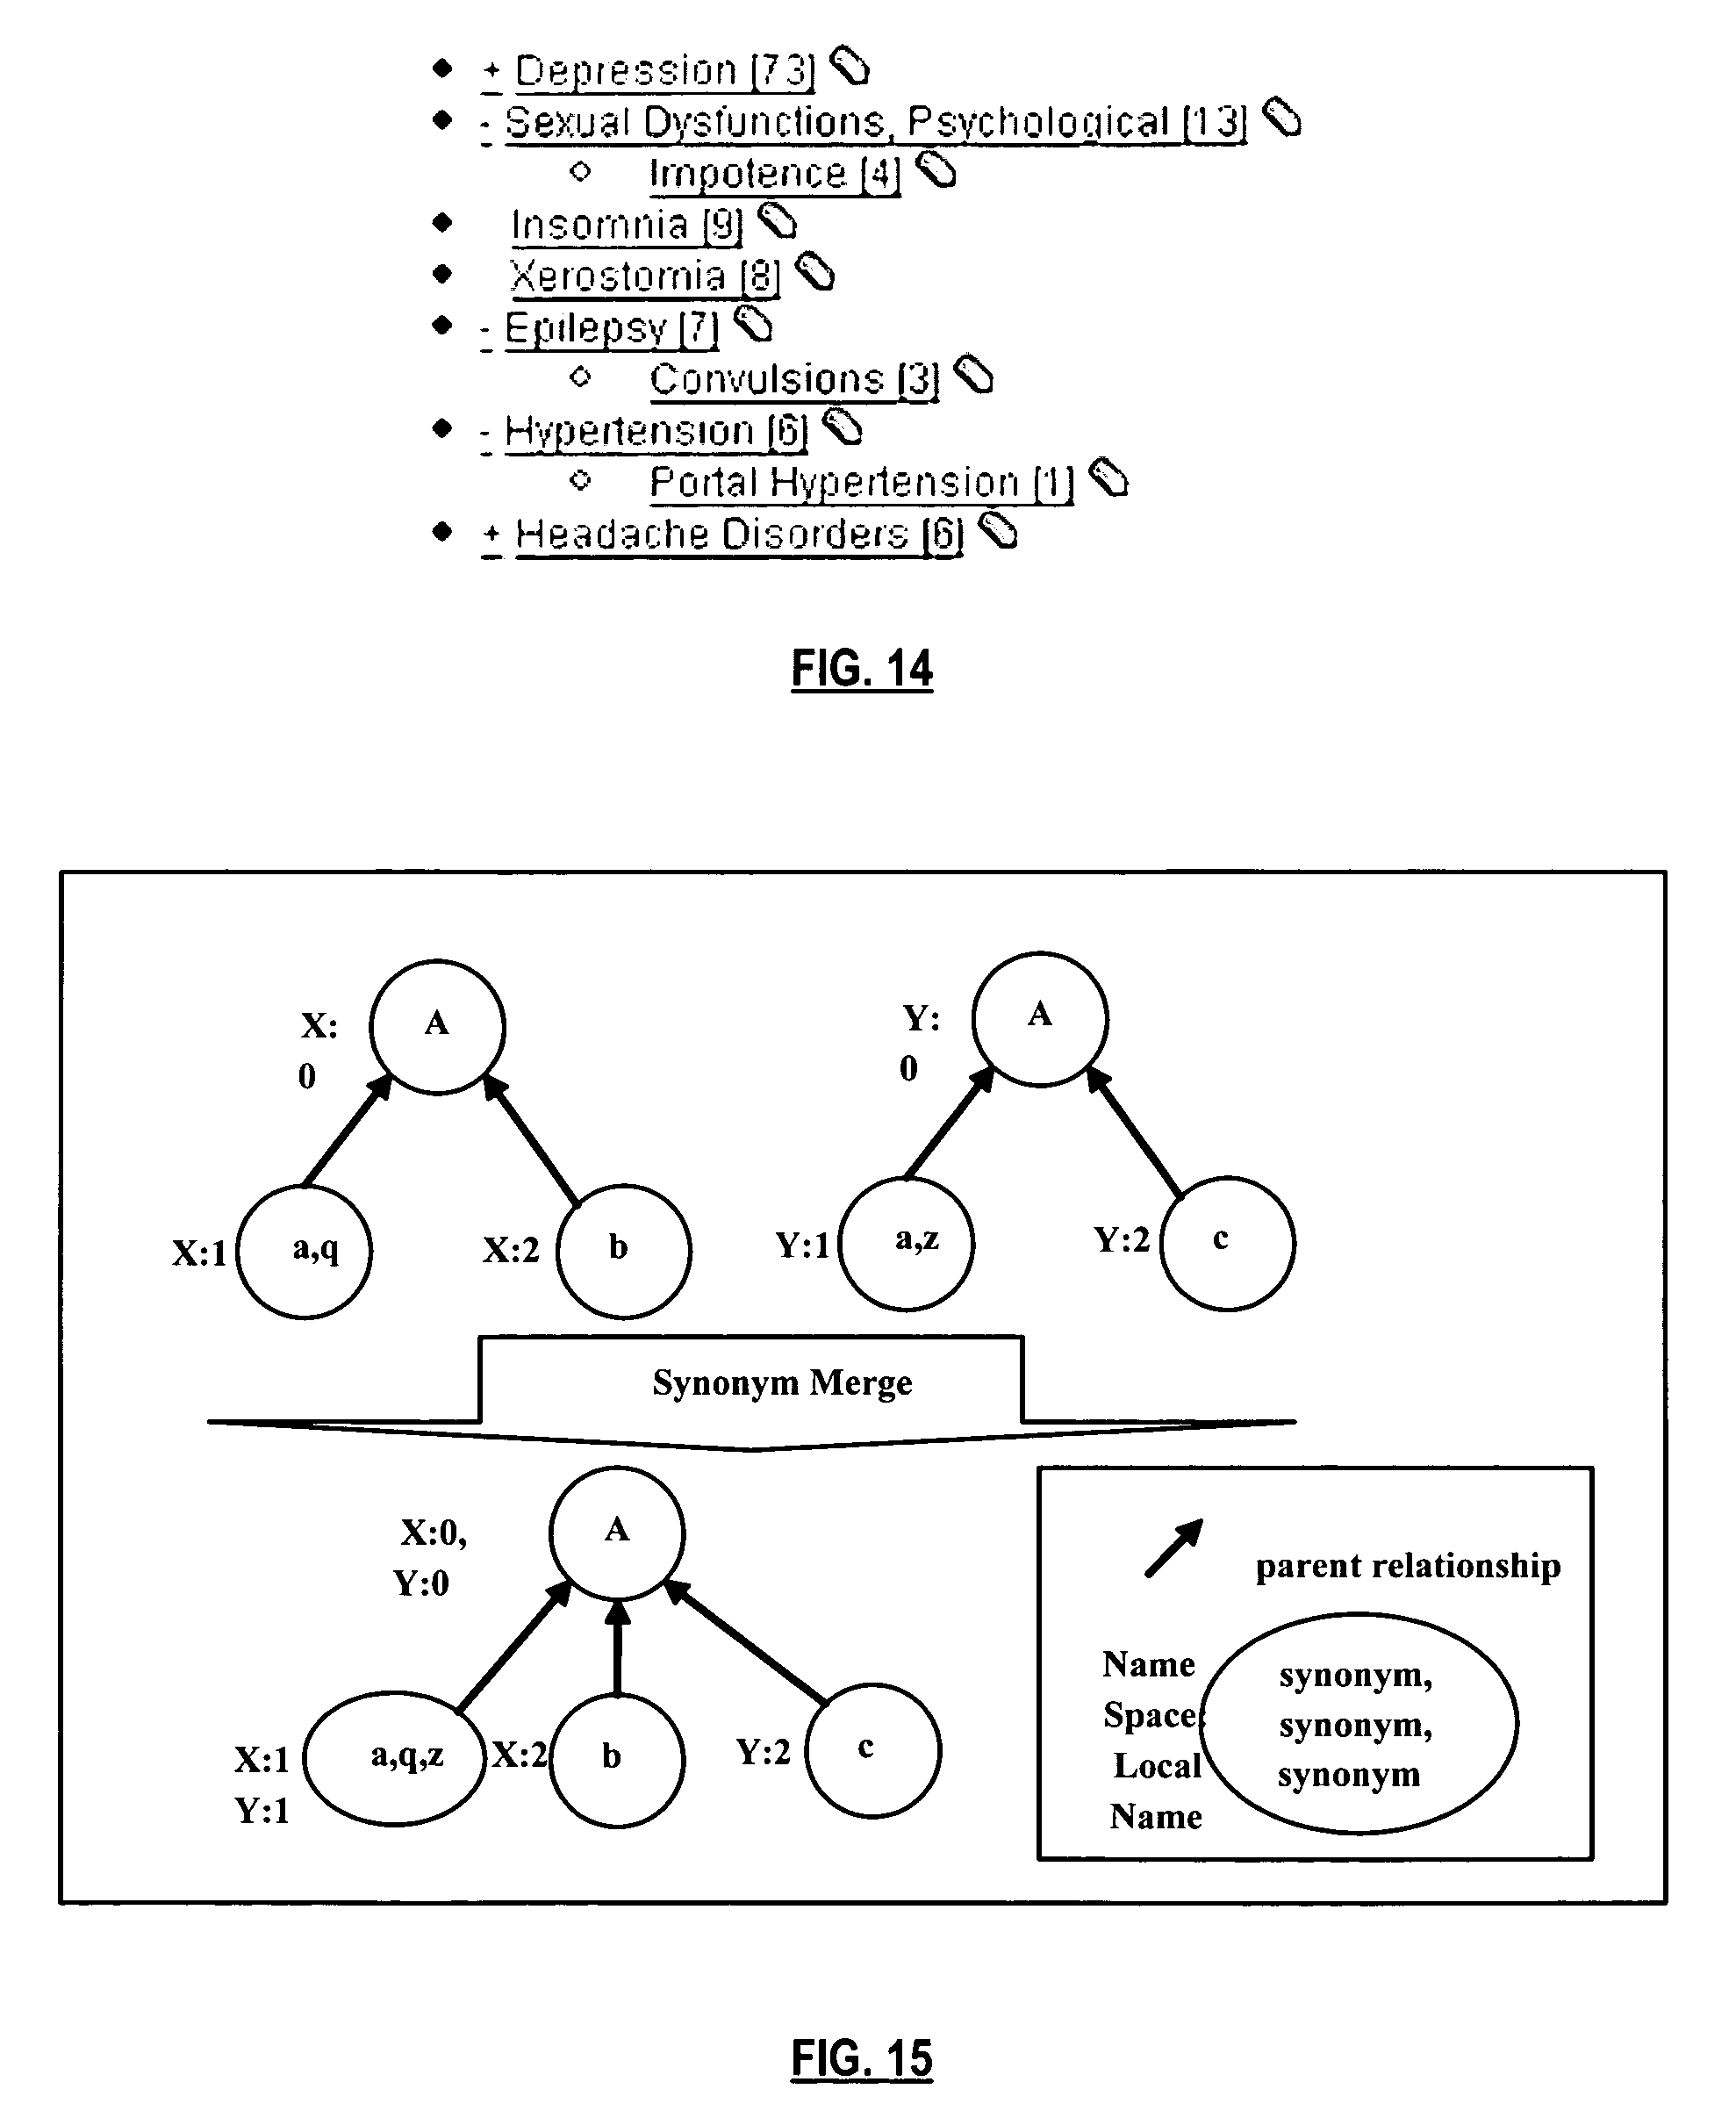 + Depression [73]
- Sexual Dysfunctions, Psychological [13]
Impotence [4]
Insomnia [9]
Xerostomia [8]
- Epilepsy [7]
Convulsions [3]
- Hypertension [6]
Portal Hypertension [1]
+ Headache Disorders [6]
FIG. 14
X:
0
A
Y:
0
A
X:1
a,q
X:2
b
Y:1
a,z
Y:2
c
Synonym Merge
X:0,
Y:0
A
X:1
Y:1
a,q,z
X:2
b
Y:2
c
parent relationship
Name
Space:
Local
Name
synonym,
synonym,
synonym
FIG. 15